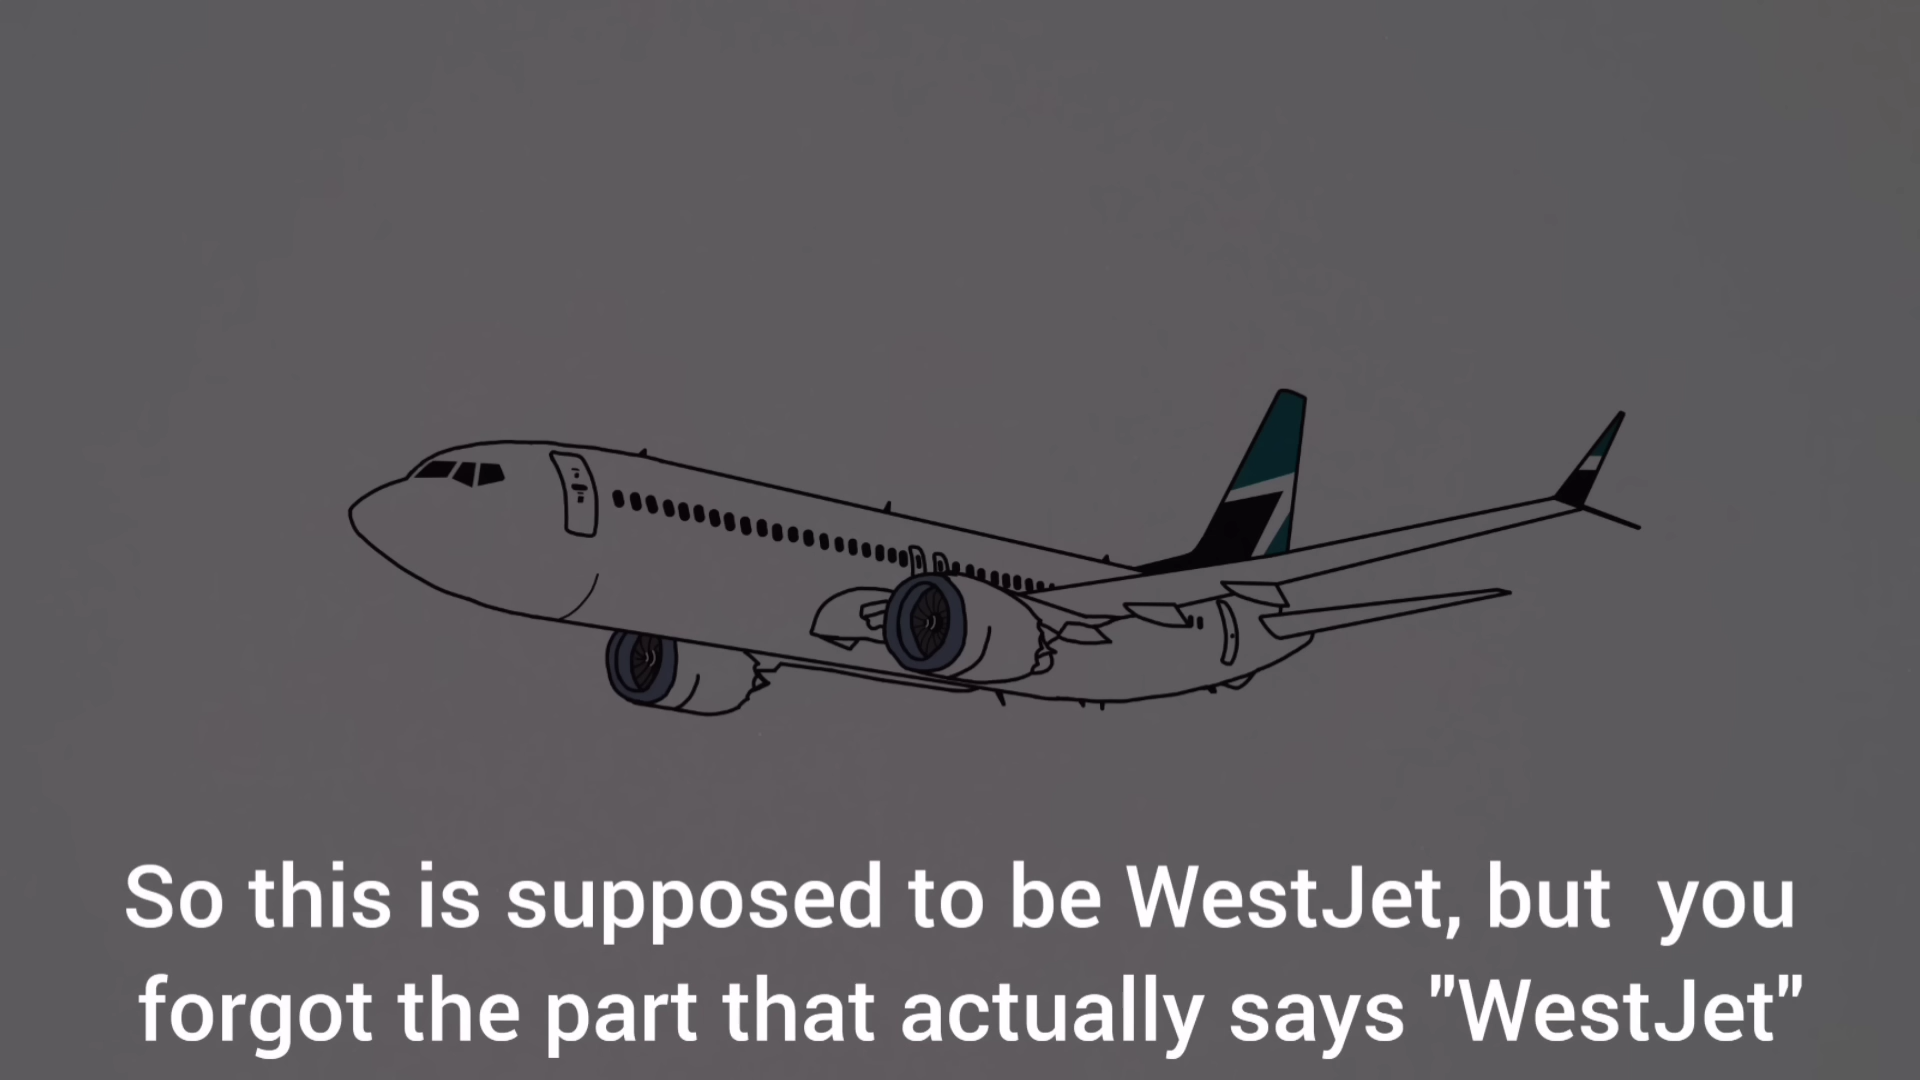 So this is supposed to be WestJet, but  you
forgot the part that actually says "WestJet"